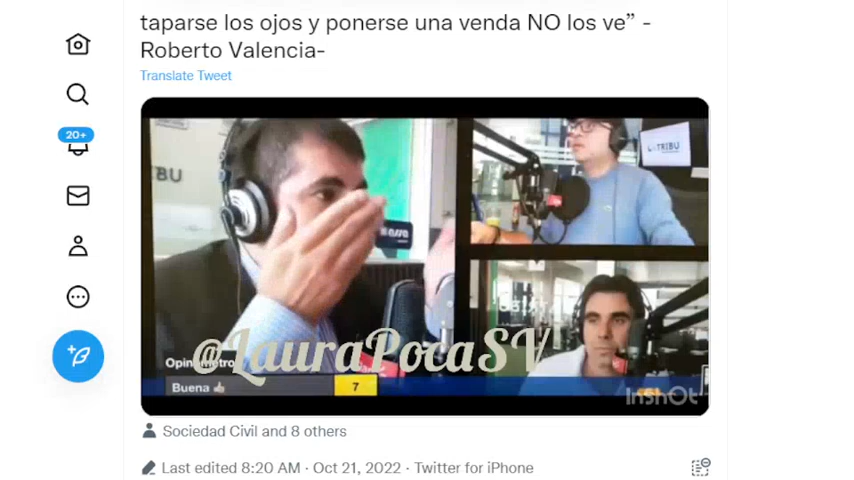 taparse los ojos y ponerse una venda NO los ve” -
Roberto Valencia-
Translate Tweet
20+
L TRIBU
BU
@LauraPocaSV
Buena 👍 7
InShOt
Sociedad Civil and 8 others
Last edited 8:20 AM · Oct 21, 2022 · Twitter for iPhone